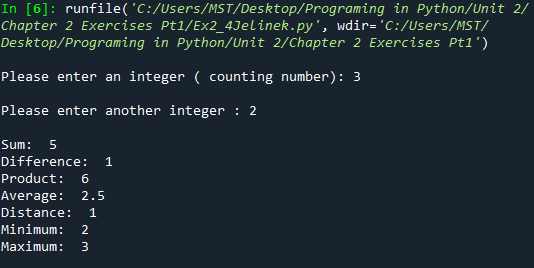 In [6]: runfile('C:/Users/MST/Desktop/Programing in Python/Unit 2/
Chapter 2 Exercises Pt1/Ex2_4Jelinek.py', wdir='C:/Users/MST/
Desktop/Programing in Python/Unit 2/Chapter 2 Exercises Pt1')
Please enter an integer ( counting number): 3
Please enter another integer : 2
Sum:  5
Difference:  1
Product:  6
Average:  2.5
Distance:  1
Minimum:  2
Maximum:  3